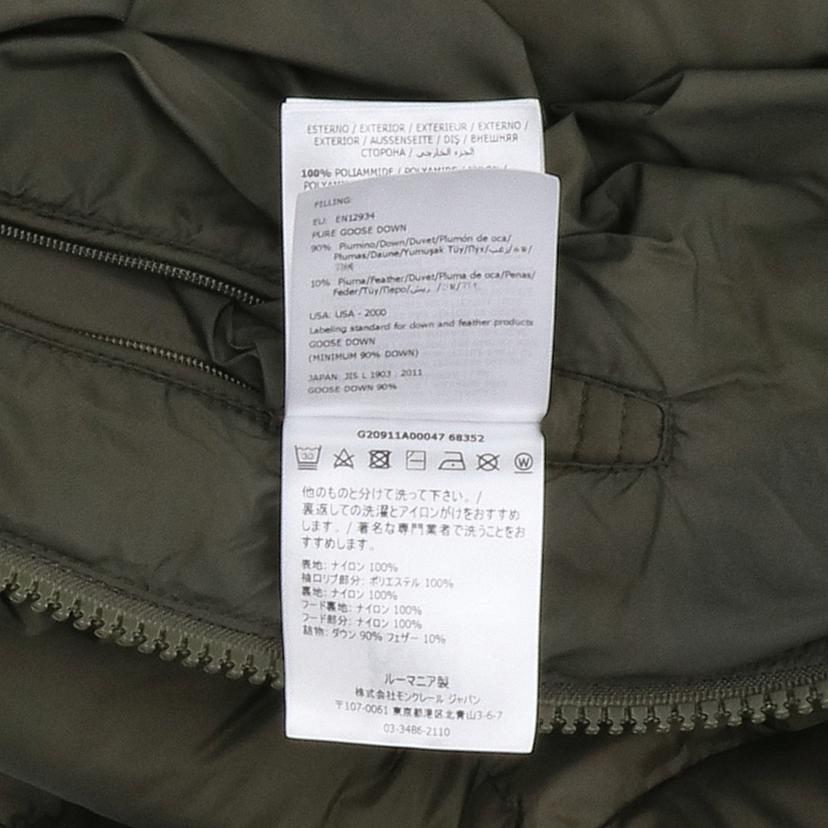 ESTERNO / EXTERIOR / EXTERIEUR / EXTERNO /
EXTERIOR / AUSSENSEITE / DIŞ / ВНЕШНЯЯ
СТОРОНА / الجزء الخارجي
100% POLIAMMIDE / POLYAMIDE / NYLON /
FILLING:
EU: EN12934
PURE GOOSE DOWN
90% Piumino/Down/Duvet/Plumón de oca/
Plumas/Daune/Yumuşak Tüy/Пух/زغب/
10% Piuma/Feather/Duvet/Pluma de oca/Penas/
Feder/Tüy/Перо/ريش/
USA: USA - 2000
Labeling standard for down and feather products
GOOSE DOWN
(MINIMUM 90% DOWN)
JAPAN: JIS L 1903 : 2011
GOOSE DOWN 90%
G20911A00047 68352
30
W
他のものと分けて洗って下さい。/
裏返しての洗濯とアイロンがけをおすすめ
します。/ 著名な専門業者で洗うことをお
すすめします。
表地: ナイロン 100%
袖口リブ部分: ポリエステル 100%
裏地: ナイロン 100%
フード裏地: ナイロン 100%
フード部分: ナイロン 100%
詰物: ダウン 90% フェザー 10%
ルーマニア製
株式会社モンクレール ジャパン
〒107-0061 東京都港区北青山3-6-7
03-3486-2110